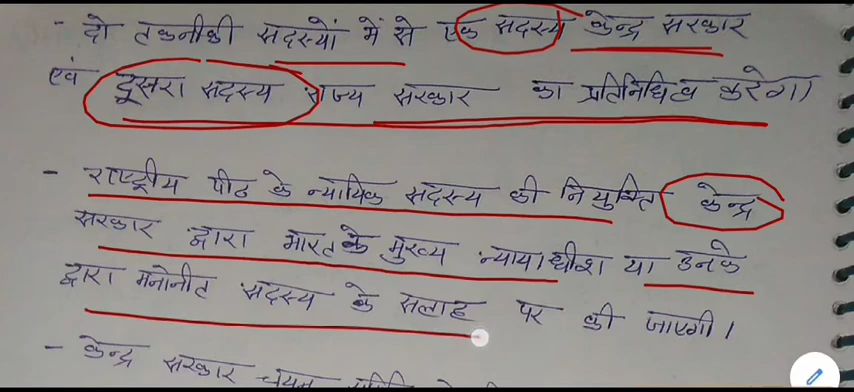 - दो तकनीकी सदस्यों में से एक सदस्य केन्द्र सरकार
एवं दूसरा सदस्य राज्य सरकार का प्रतिनिधित्व करेगा।
- राष्ट्रीय पीठ के न्यायिक सदस्य की नियुक्ति केन्द्र
सरकार द्वारा भारत के मुख्य न्यायाधीश या उनके
द्वारा मनोनीत सदस्य के सलाह पर की जाएगी।
- केन्द्र सरकार चयन